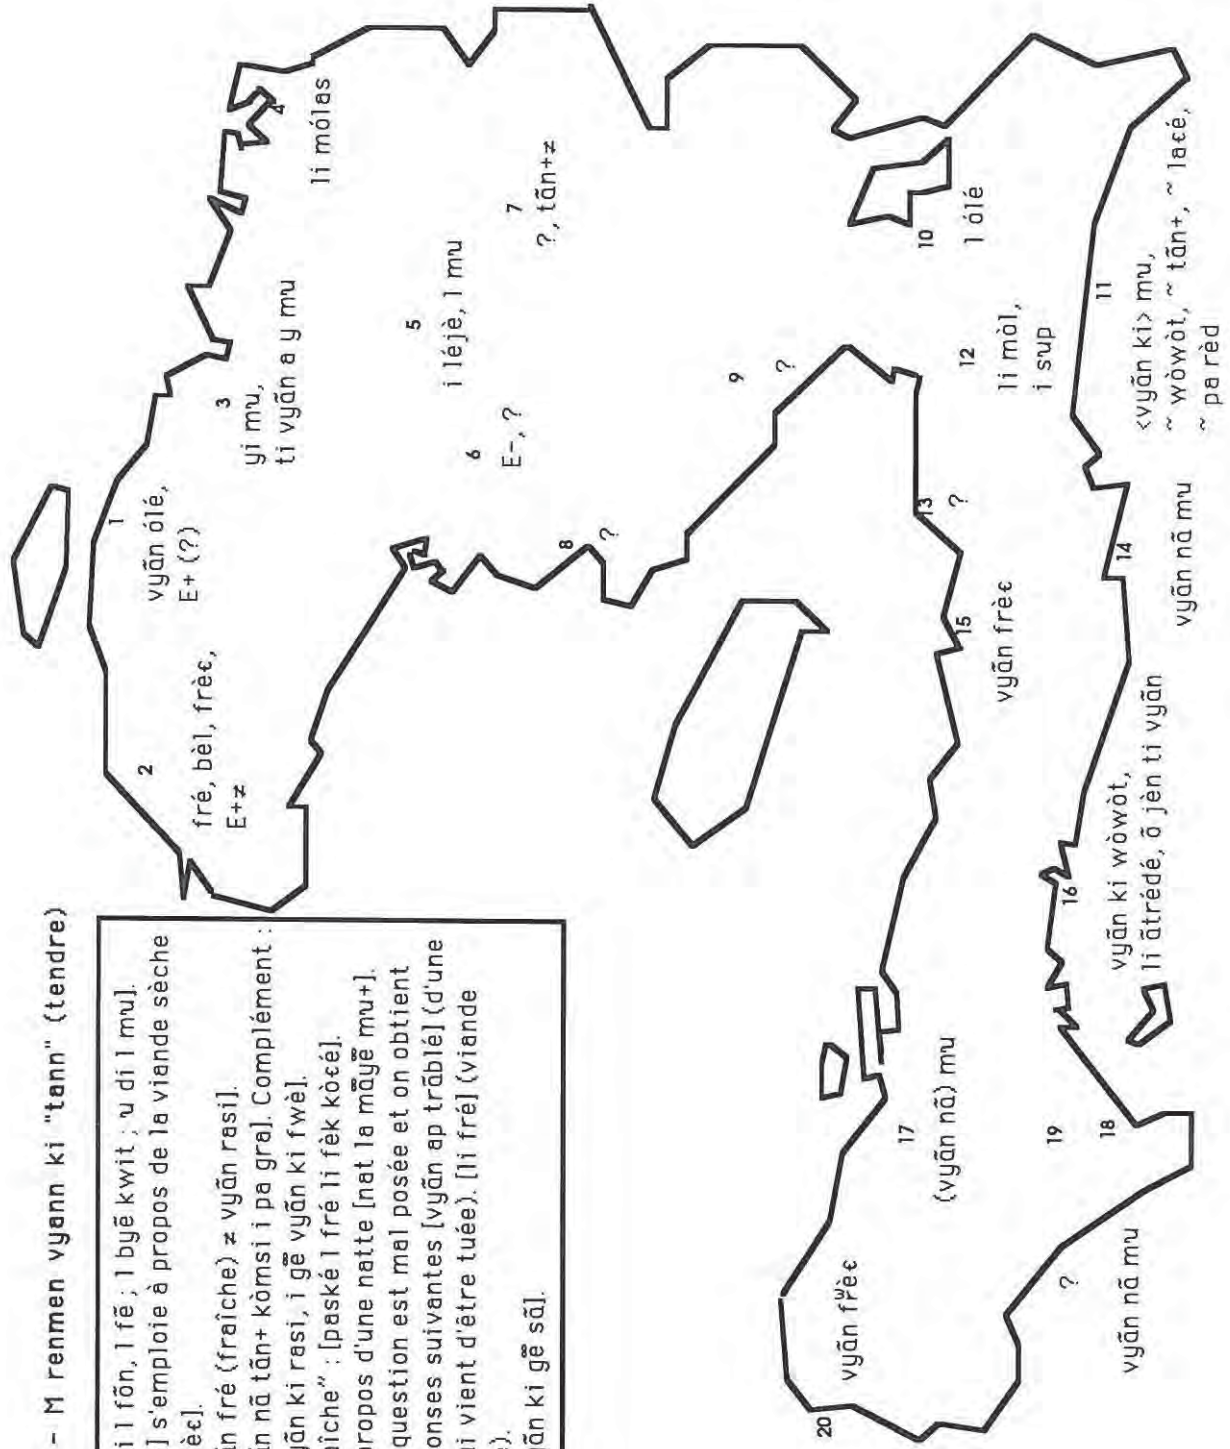 - M renmen vyann ki "tann" (tendre)
i l fõn, l fẽ ; l byẽ kwit ; u di l mu].
] s'emploie à propos de la viande sèche
èɛ].
n fré (fraîche) ≠ vyãn rasi].
n nã tãn+ kòmsi i pa gra]. Complément :
yãn ki rasi, i gẽ vyãn ki fwè].
aîche" : [paské l fré li fèk kòɛé].
ropos d'une natte [nat la mãyẽ mu+].
question est mal posée et on obtient
onses suivantes [vyãn ap trãblé] (d'une
i vient d'être tuée). [li fré] (viande
).
yãn ki gẽ sã].
1
vyãn ólé,
E+ (?)
2
fré, bèl, frèɛ,
E+≠
3
yi mu,
ti vyãn a y mu
4
li mólas
5
i léjè, l mu
6
E-, ?
7
?, tãn+≠
8
?
9
?
10
l ólé
11
<vyãn ki> mu,
~ wòwòt, ~ tãn+, ~ laɛé,
~ pa rèd
12
li mòl,
i sup
13
?
14
vyãn nã mu
15
vyãn frèɛ
16
vyãn ki wòwòt,
li ãtrédé, õ jèn ti vyãn
17
(vyãn nã) mu
18
19
?
vyãn nã mu
20
vyãn frʷèɛ